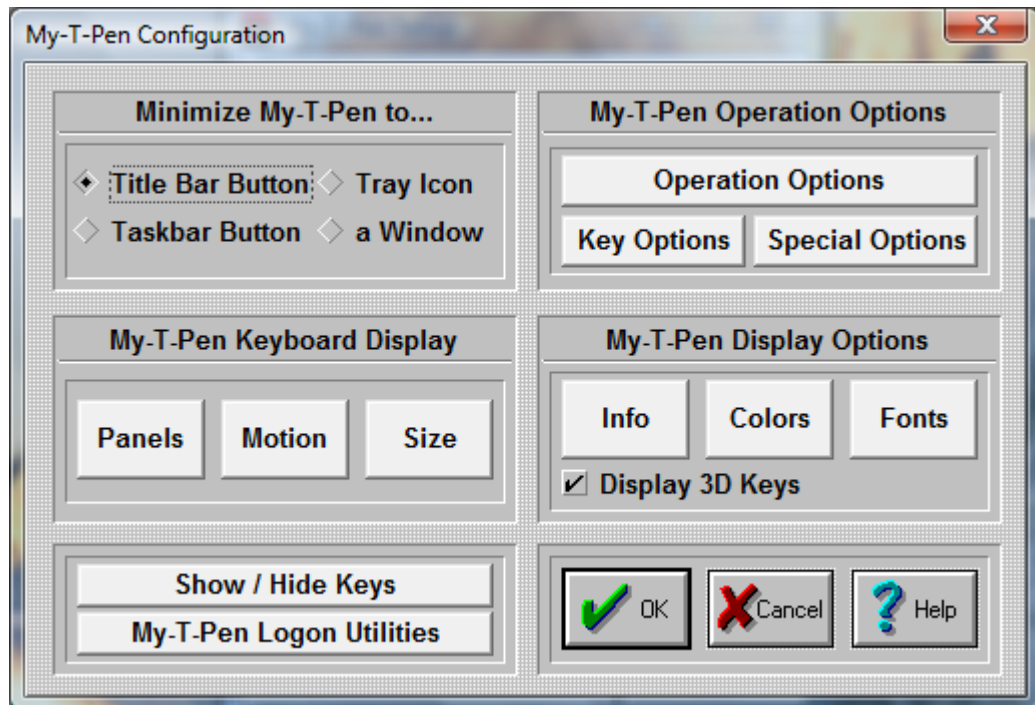 My-T-Pen Configuration
Minimize My-T-Pen to...
Title Bar Button
Tray Icon
Taskbar Button
a Window
My-T-Pen Operation Options
Operation Options
Key Options
Special Options
My-T-Pen Keyboard Display
Panels
Motion
Size
My-T-Pen Display Options
Info
Colors
Fonts
Display 3D Keys
Show / Hide Keys
My-T-Pen Logon Utilities
OK
Cancel
Help